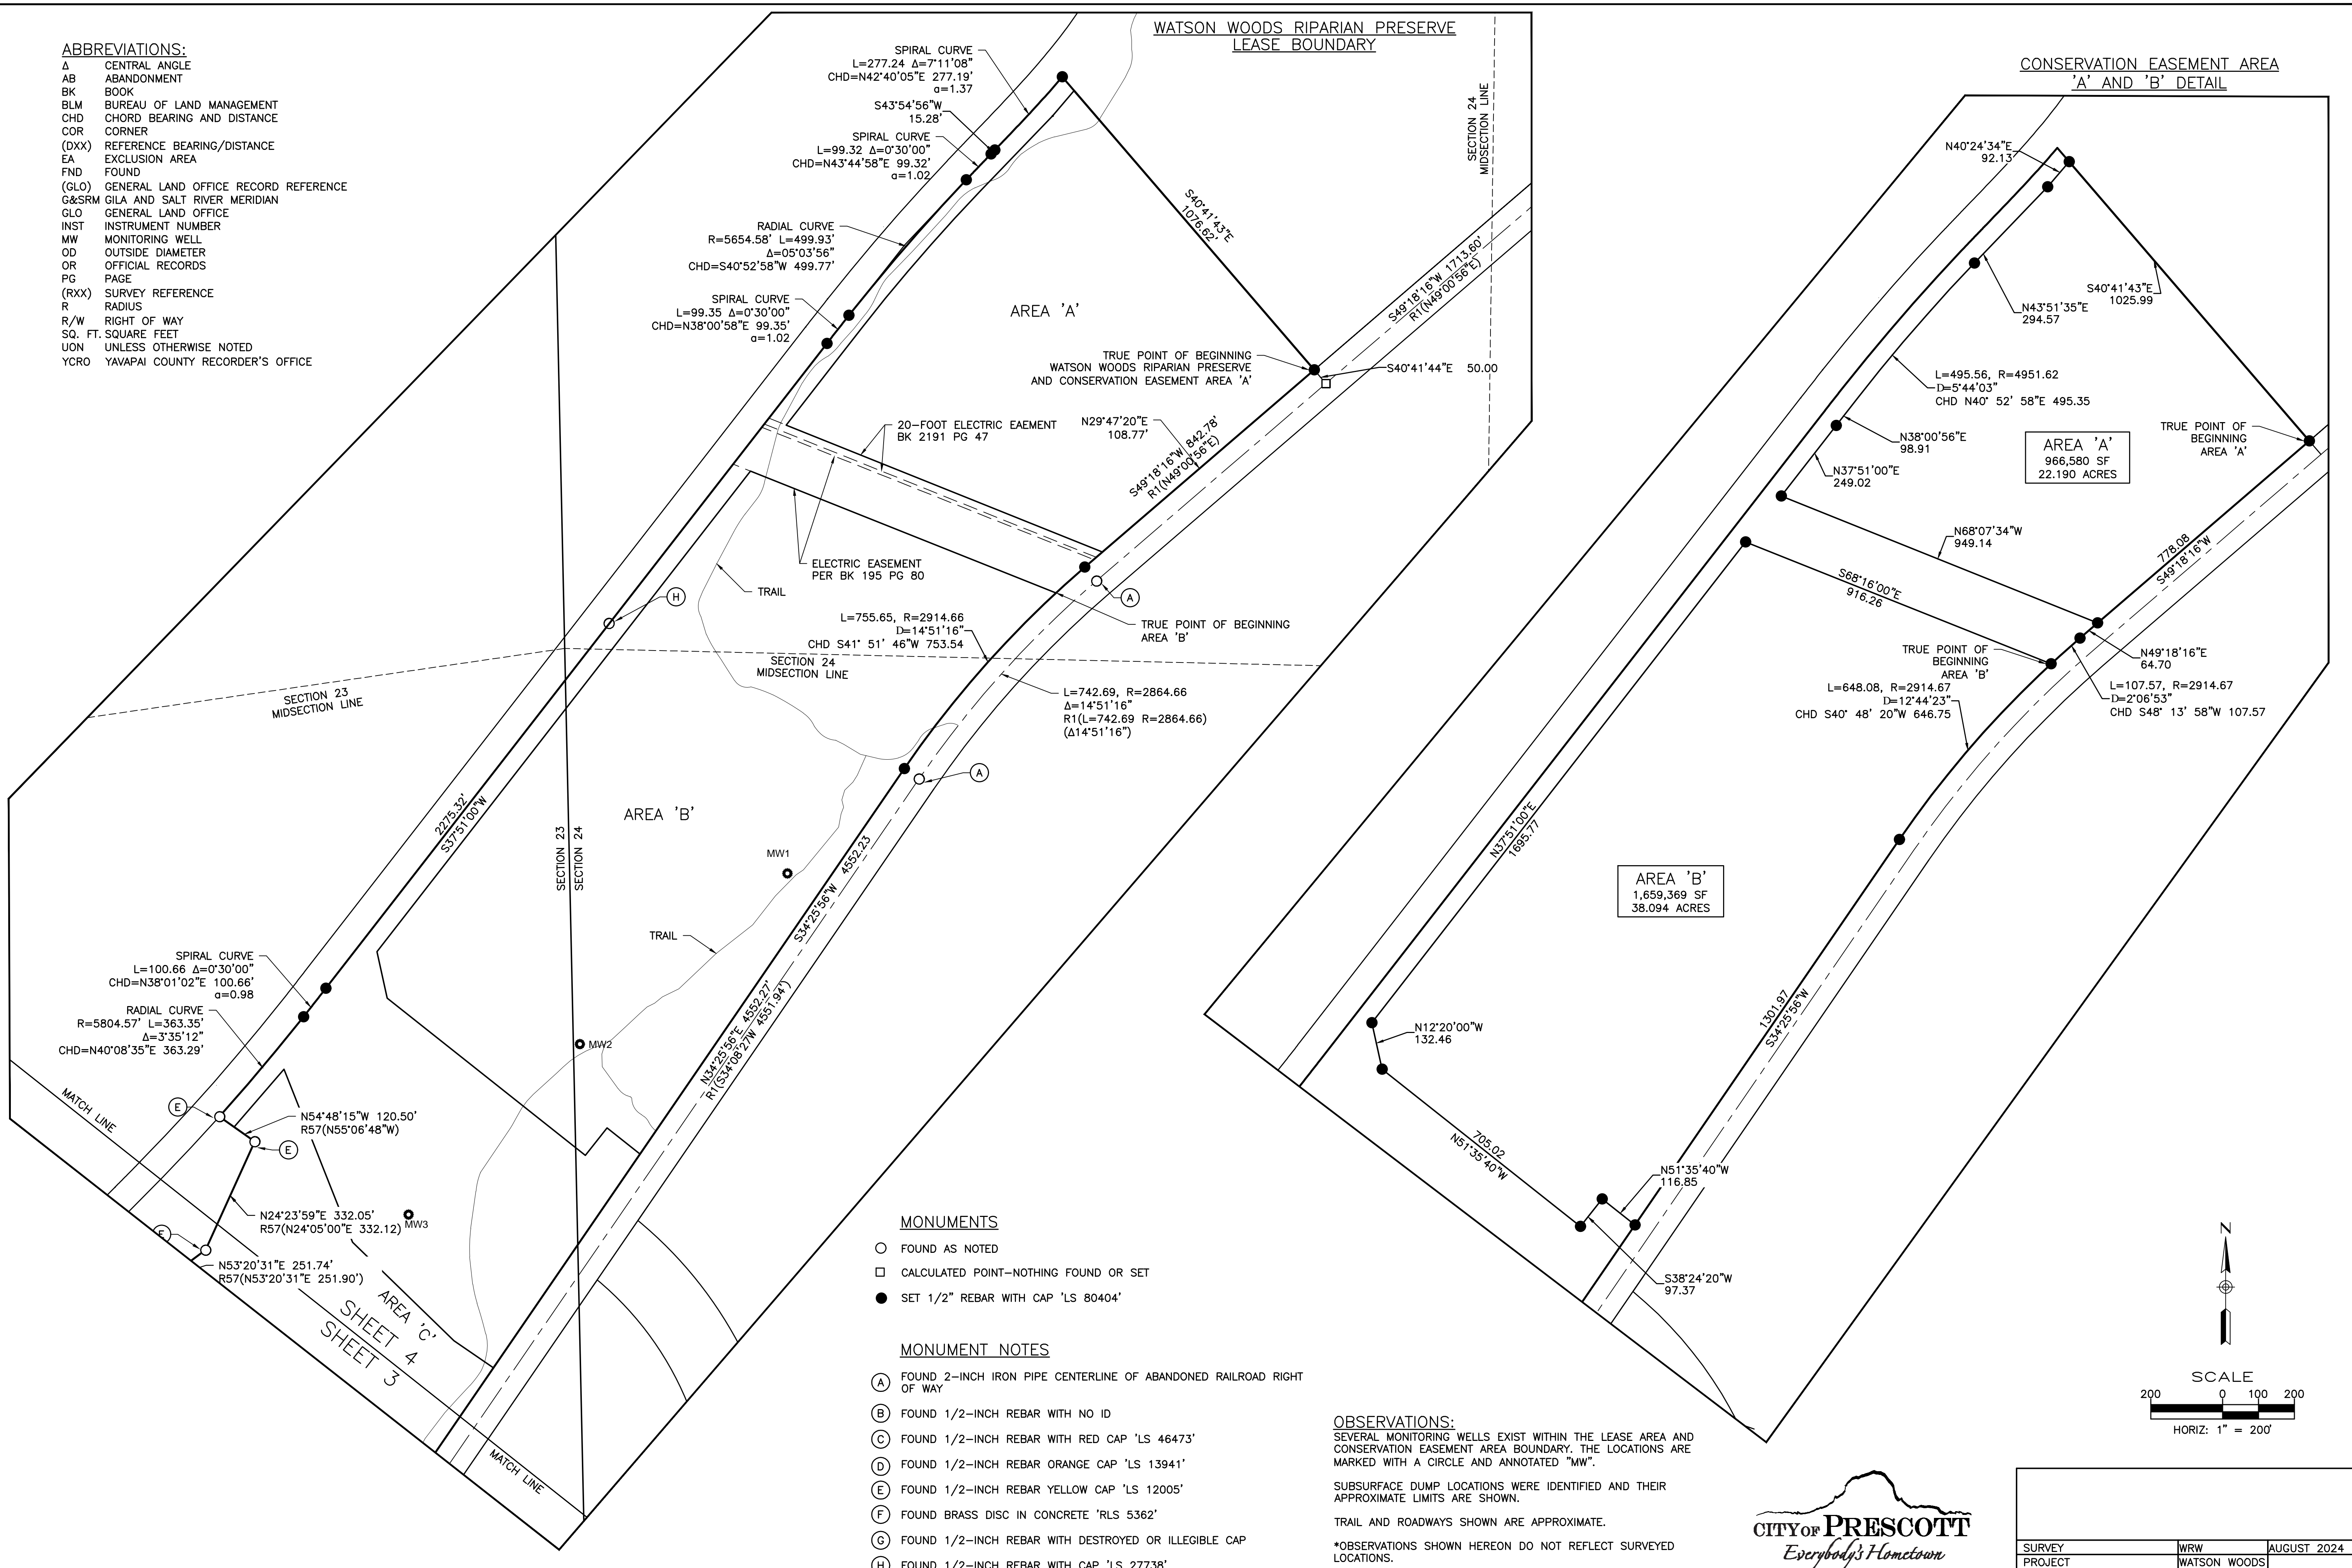 ABBREVIATIONS:
Δ CENTRAL ANGLE
AB ABANDONMENT
BK BOOK
BLM BUREAU OF LAND MANAGEMENT
CHD CHORD BEARING AND DISTANCE
COR CORNER
(DXX) REFERENCE BEARING/DISTANCE
EA EXCLUSION AREA
FND FOUND
(GLO) GENERAL LAND OFFICE RECORD REFERENCE
G&SRM GILA AND SALT RIVER MERIDIAN
GLO GENERAL LAND OFFICE
INST INSTRUMENT NUMBER
MW MONITORING WELL
OD OUTSIDE DIAMETER
OR OFFICIAL RECORDS
PG PAGE
(RXX) SURVEY REFERENCE
R RADIUS
R/W RIGHT OF WAY
SQ. FT. SQUARE FEET
UON UNLESS OTHERWISE NOTED
YCRO YAVAPAI COUNTY RECORDER'S OFFICE
WATSON WOODS RIPARIAN PRESERVE
LEASE BOUNDARY
SPIRAL CURVE
L=277.24 Δ=7°11'08"
CHD=N42°40'05"E 277.19'
a=1.37
S43°54'56"W
15.28'
SPIRAL CURVE
L=99.32 Δ=0°30'00"
CHD=N43°44'58"E 99.32'
a=1.02
RADIAL CURVE
R=5654.58' L=499.93'
Δ=05°03'56"
CHD=S40°52'58"W 499.77'
SPIRAL CURVE
L=99.35 Δ=0°30'00"
CHD=N38°00'58"E 99.35'
a=1.02
S40°41'43"E
1076.62'
SECTION 24
MIDSECTION LINE
AREA 'A'
S49°18'16"W 1713.60'
R1(N49°00'56"E)
TRUE POINT OF BEGINNING
WATSON WOODS RIPARIAN PRESERVE
AND CONSERVATION EASEMENT AREA 'A'
S40°41'44"E 50.00
20-FOOT ELECTRIC EAEMENT
BK 2191 PG 47
N29°47'20"E
108.77'
S49°18'16"W 842.78'
R1(N49°00'56"E)
ELECTRIC EASEMENT
PER BK 195 PG 80
TRAIL
H
A
TRUE POINT OF BEGINNING
AREA 'B'
L=755.65, R=2914.66
D=14°51'16"
CHD S41° 51' 46"W 753.54
SECTION 24
MIDSECTION LINE
SECTION 23
MIDSECTION LINE
L=742.69, R=2864.66
Δ=14°51'16"
R1(L=742.69 R=2864.66)
(Δ14°51'16")
A
2275.32'
S37°51'00"W
SECTION 23
SECTION 24
AREA 'B'
MW1
S34°25'56"W 4552.23
TRAIL
SPIRAL CURVE
L=100.66 Δ=0°30'00"
CHD=N38°01'02"E 100.66'
a=0.98
RADIAL CURVE
R=5804.57' L=363.35'
Δ=3°35'12"
CHD=N40°08'35"E 363.29'
MW2
N34°25'56"E 4552.27'
R1(S34°08'27W 4551.94')
MATCH LINE
E
N54°48'15"W 120.50'
R57(N55°06'48"W)
E
N24°23'59"E 332.05'
R57(N24°05'00"E 332.12)
MW3
N53°20'31"E 251.74'
R57(N53°20'31"E 251.90')
AREA 'C'
SHEET 4
SHEET 3
MATCH LINE
MONUMENTS
FOUND AS NOTED
CALCULATED POINT-NOTHING FOUND OR SET
SET 1/2" REBAR WITH CAP 'LS 80404'
MONUMENT NOTES
A FOUND 2-INCH IRON PIPE CENTERLINE OF ABANDONED RAILROAD RIGHT
OF WAY
B FOUND 1/2-INCH REBAR WITH NO ID
C FOUND 1/2-INCH REBAR WITH RED CAP 'LS 46473'
D FOUND 1/2-INCH REBAR ORANGE CAP 'LS 13941'
E FOUND 1/2-INCH REBAR YELLOW CAP 'LS 12005'
F FOUND BRASS DISC IN CONCRETE 'RLS 5362'
G FOUND 1/2-INCH REBAR WITH DESTROYED OR ILLEGIBLE CAP
H FOUND 1/2-INCH REBAR WITH CAP 'LS 27738'
OBSERVATIONS:
SEVERAL MONITORING WELLS EXIST WITHIN THE LEASE AREA AND
CONSERVATION EASEMENT AREA BOUNDARY. THE LOCATIONS ARE
MARKED WITH A CIRCLE AND ANNOTATED "MW".
SUBSURFACE DUMP LOCATIONS WERE IDENTIFIED AND THEIR
APPROXIMATE LIMITS ARE SHOWN.
TRAIL AND ROADWAYS SHOWN ARE APPROXIMATE.
*OBSERVATIONS SHOWN HEREON DO NOT REFLECT SURVEYED
LOCATIONS.
CONSERVATION EASEMENT AREA
'A' AND 'B' DETAIL
N40°24'34"E
92.13'
S40°41'43"E
1025.99
N43°51'35"E
294.57
L=495.56, R=4951.62
D=5°44'03"
CHD N40° 52' 58"E 495.35
N38°00'56"E
98.91
N37°51'00"E
249.02
AREA 'A'
966,580 SF
22.190 ACRES
TRUE POINT OF
BEGINNING
AREA 'A'
N68°07'34"W
949.14
778.08
S49°18'16"W
S68°16'00"E
916.26
TRUE POINT OF
BEGINNING
AREA 'B'
N49°18'16"E
64.70
L=648.08, R=2914.67
D=12°44'23"
CHD S40° 48' 20"W 646.75
L=107.57, R=2914.67
D=2°06'53"
CHD S48° 13' 58"W 107.57
N37°51'00"E
1695.77
AREA 'B'
1,659,369 SF
38.094 ACRES
N12°20'00"W
132.46
1301.97
S34°25'56"W
705.02
N51°35'40"W
N51°35'40"W
116.85
S38°24'20"W
97.37
N
SCALE
200 0 100 200
HORIZ: 1" = 200'
CITY OF PRESCOTT
Everybody's Hometown
SURVEY WRW AUGUST 2024
PROJECT WATSON WOODS